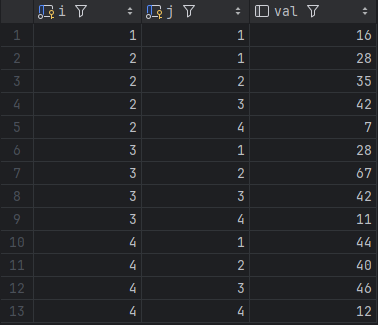 i j val
1 1 1 16
2 2 1 28
3 2 2 35
4 2 3 42
5 2 4 7
6 3 1 28
7 3 2 67
8 3 3 42
9 3 4 11
10 4 1 44
11 4 2 40
12 4 3 46
13 4 4 12